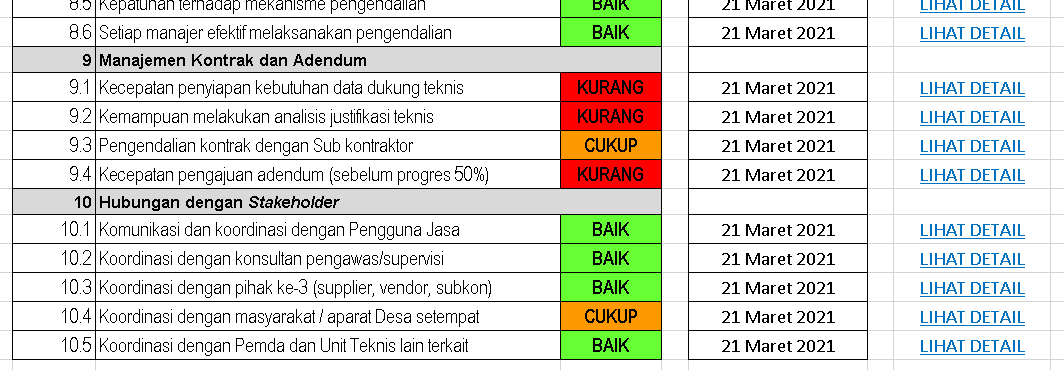 8.5 Kepatuhan terhadap mekanisme pengendalian BAIK 21 Maret 2021 LIHAT DETAIL
8.6 Setiap manajer efektif melaksanakan pengendalian BAIK 21 Maret 2021 LIHAT DETAIL
9 Manajemen Kontrak dan Adendum
9.1 Kecepatan penyiapan kebutuhan data dukung teknis KURANG 21 Maret 2021 LIHAT DETAIL
9.2 Kemampuan melakukan analisis justifikasi teknis KURANG 21 Maret 2021 LIHAT DETAIL
9.3 Pengendalian kontrak dengan Sub kontraktor CUKUP 21 Maret 2021 LIHAT DETAIL
9.4 Kecepatan pengajuan adendum (sebelum progres 50%) KURANG 21 Maret 2021 LIHAT DETAIL
10 Hubungan dengan Stakeholder
10.1 Komunikasi dan koordinasi dengan Pengguna Jasa BAIK 21 Maret 2021 LIHAT DETAIL
10.2 Koordinasi dengan konsultan pengawas/supervisi BAIK 21 Maret 2021 LIHAT DETAIL
10.3 Koordinasi dengan pihak ke-3 (supplier, vendor, subkon) BAIK 21 Maret 2021 LIHAT DETAIL
10.4 Koordinasi dengan masyarakat / aparat Desa setempat CUKUP 21 Maret 2021 LIHAT DETAIL
10.5 Koordinasi dengan Pemda dan Unit Teknis lain terkait BAIK 21 Maret 2021 LIHAT DETAIL